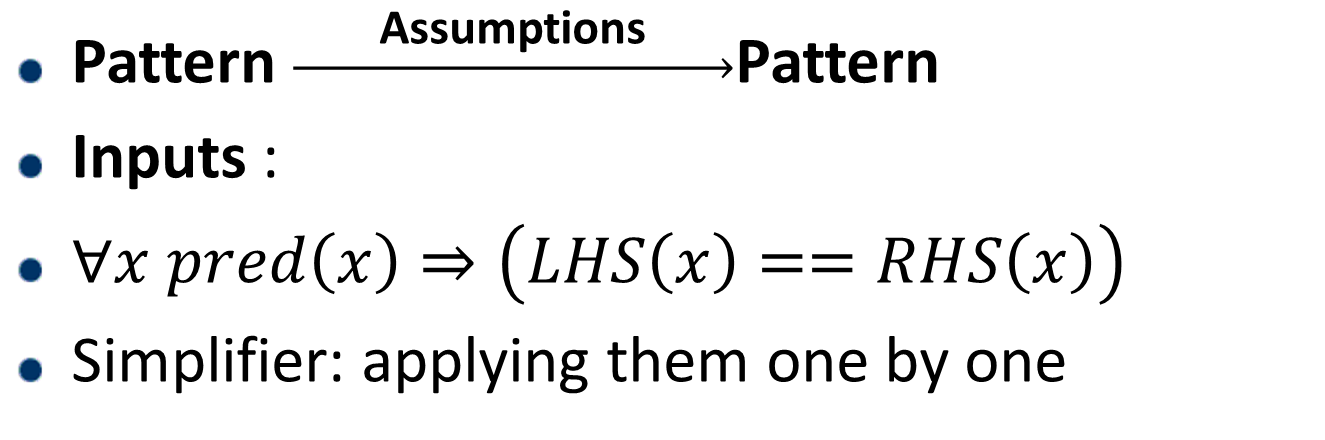 • Pattern —Assumptions→ Pattern
• Inputs :
• ∀x pred(x) ⇒ (LHS(x) == RHS(x))
• Simplifier: applying them one by one